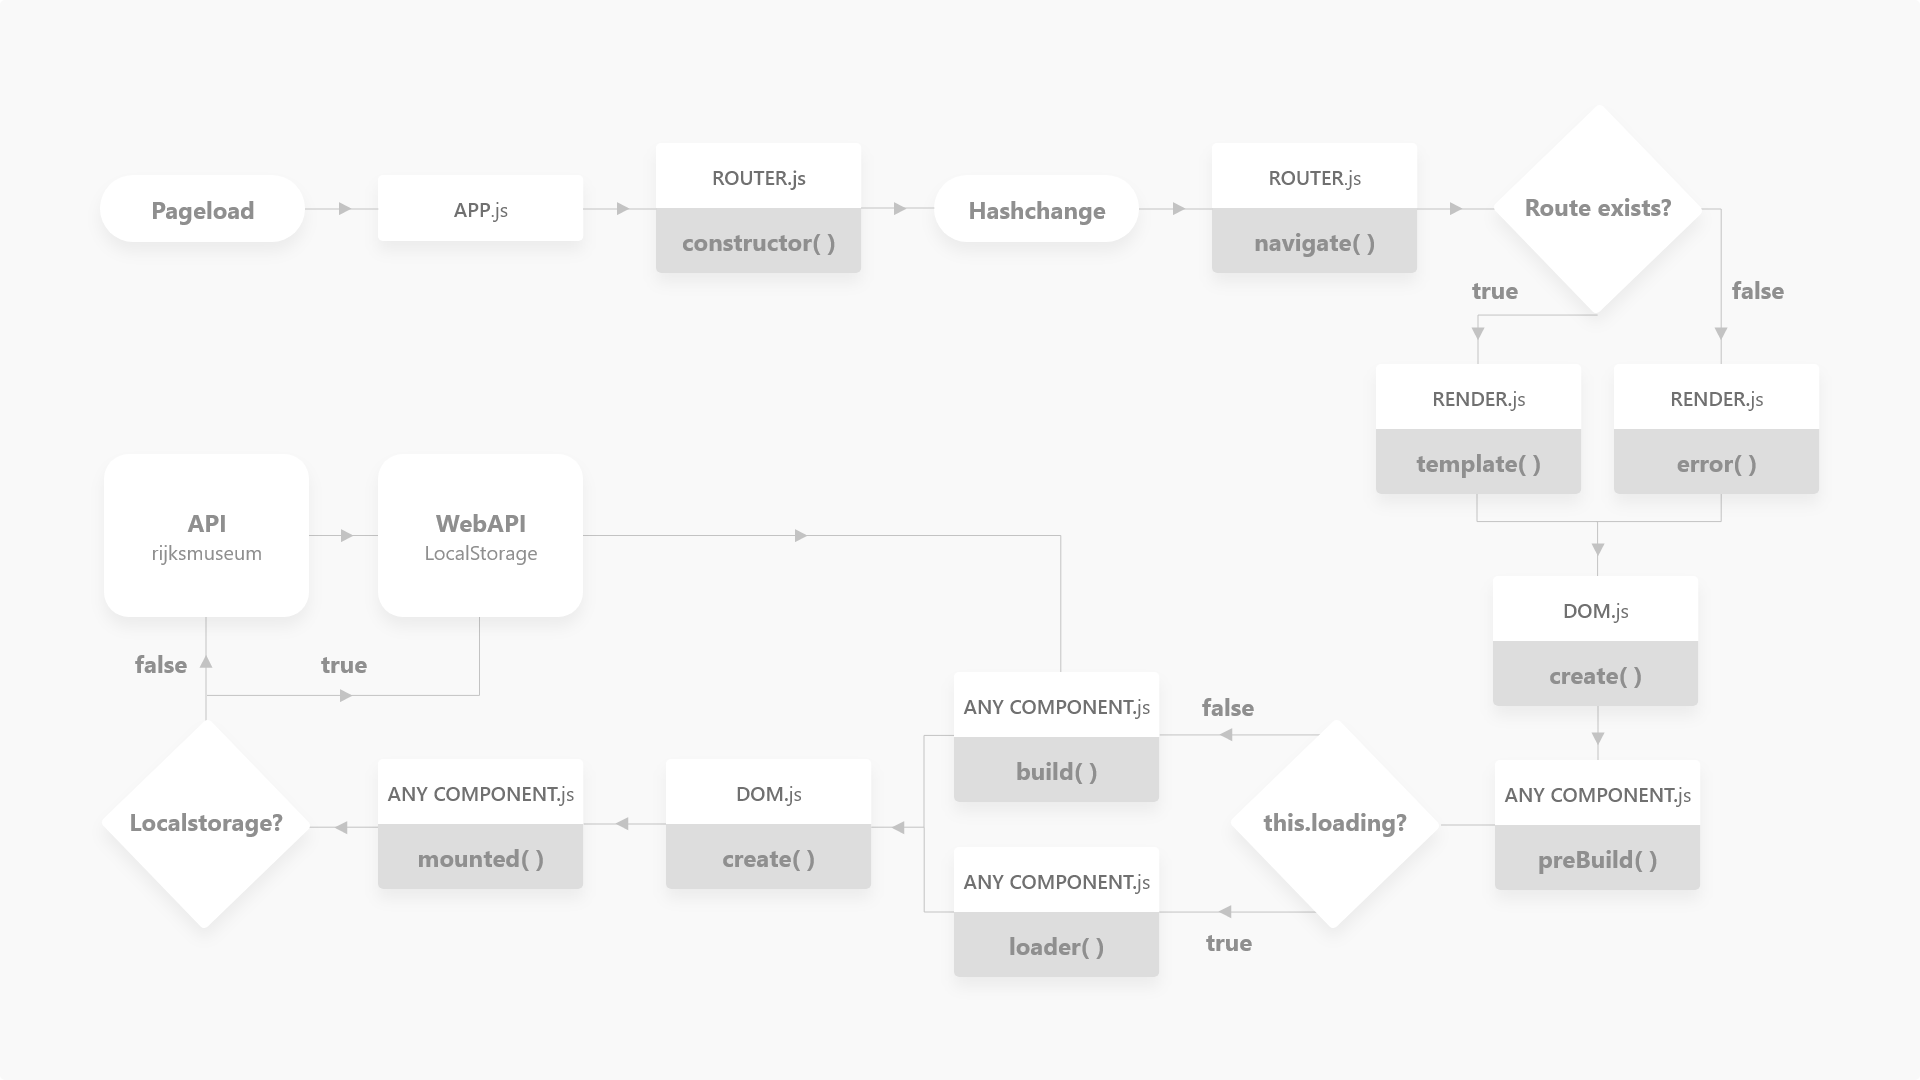 Pageload
APP.js
ROUTER.js
constructor( )
Hashchange
ROUTER.js
navigate( )
Route exists?
true
false
RENDER.js
template( )
RENDER.js
error( )
API
rijksmuseum
WebAPI
LocalStorage
DOM.js
create( )
false
true
ANY COMPONENT.js
build( )
false
this.loading?
ANY COMPONENT.js
preBuild( )
Localstorage?
ANY COMPONENT.js
mounted( )
DOM.js
create( )
ANY COMPONENT.js
loader( )
true